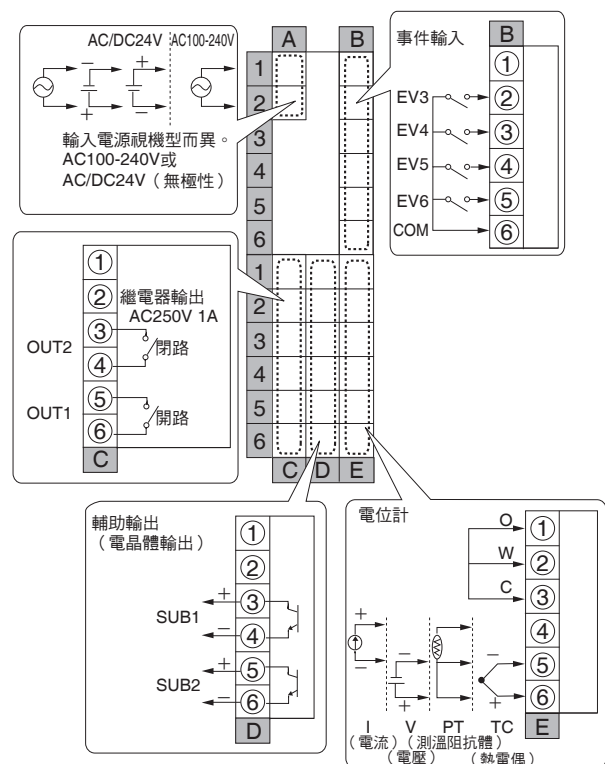 AC/DC24V
AC100-240V
輸入電源視機型而異。
AC100-240V或
AC/DC24V（無極性）
A
B
1
2
3
4
5
6
1
2
3
4
5
6
C
D
E
事件輸入
B
①
EV3
②
EV4
③
EV5
④
EV6
⑤
COM
⑥
①
②
繼電器輸出
AC250V 1A
OUT2
③
閉路
④
OUT1
⑤
開路
⑥
C
輔助輸出
（電晶體輸出）
①
②
+
③
SUB1
−
④
+
⑤
SUB2
−
⑥
D
電位計
O
①
W
②
C
③
④
⑤
⑥
+
−
−
+
−
+
I
V
PT
TC
E
（電流）
（測溫阻抗體）
（電壓）
（熱電偶）
−
+
+
−